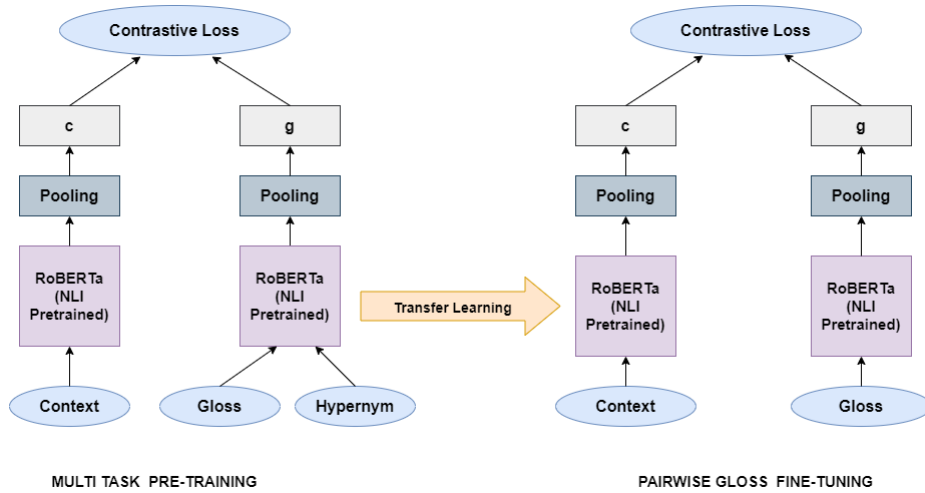 Contrastive Loss
c
g
Pooling
Pooling
RoBERTa
(NLI
Pretrained)
RoBERTa
(NLI
Pretrained)
Context
Gloss
Hypernym
MULTI TASK PRE-TRAINING
Transfer Learning
Contrastive Loss
c
g
Pooling
Pooling
RoBERTa
(NLI
Pretrained)
RoBERTa
(NLI
Pretrained)
Context
Gloss
PAIRWISE GLOSS FINE-TUNING